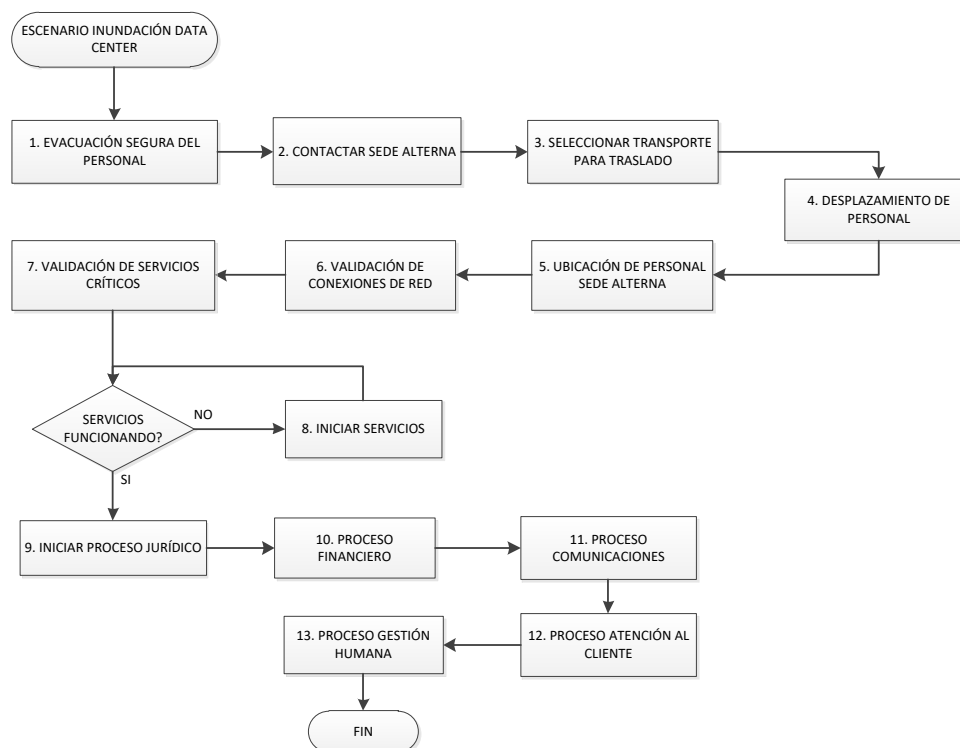 ESCENARIO INUNDACIÓN DATA
CENTER
1. EVACUACIÓN SEGURA DEL
PERSONAL
2. CONTACTAR SEDE ALTERNA
3. SELECCIONAR TRANSPORTE
PARA TRASLADO
4. DESPLAZAMIENTO DE
PERSONAL
5. UBICACIÓN DE PERSONAL
SEDE ALTERNA
6. VALIDACIÓN DE
CONEXIONES DE RED
7. VALIDACIÓN DE SERVICIOS
CRÍTICOS
SERVICIOS
FUNCIONANDO?
NO
8. INICIAR SERVICIOS
SI
9. INICIAR PROCESO JURÍDICO
10. PROCESO
FINANCIERO
11. PROCESO
COMUNICACIONES
12. PROCESO ATENCIÓN AL
CLIENTE
13. PROCESO GESTIÓN
HUMANA
FIN